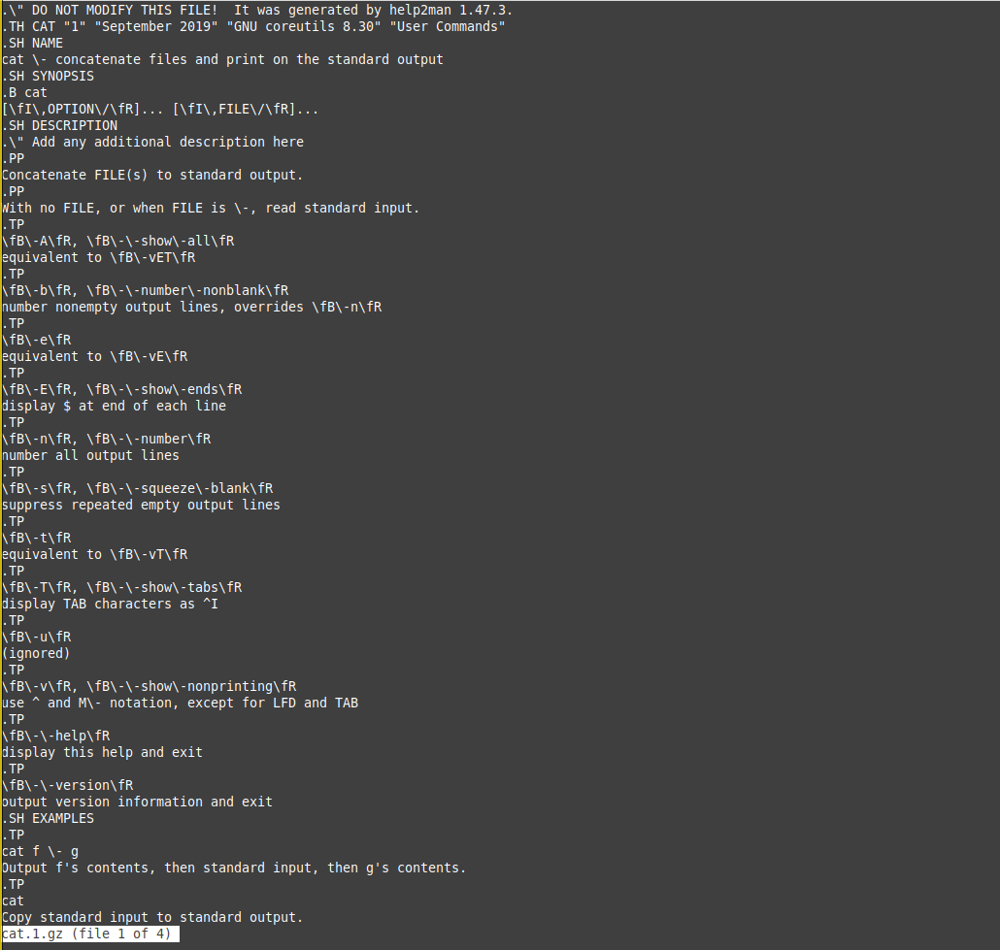 .\" DO NOT MODIFY THIS FILE!  It was generated by help2man 1.47.3.
.TH CAT "1" "September 2019" "GNU coreutils 8.30" "User Commands"
.SH NAME
cat \- concatenate files and print on the standard output
.SH SYNOPSIS
.B cat
[\fI\,OPTION\/\fR]... [\fI\,FILE\/\fR]...
.SH DESCRIPTION
.\" Add any additional description here
.PP
Concatenate FILE(s) to standard output.
.PP
With no FILE, or when FILE is \-, read standard input.
.TP
\fB\-A\fR, \fB\-\-show\-all\fR
equivalent to \fB\-vET\fR
.TP
\fB\-b\fR, \fB\-\-number\-nonblank\fR
number nonempty output lines, overrides \fB\-n\fR
.TP
\fB\-e\fR
equivalent to \fB\-vE\fR
.TP
\fB\-E\fR, \fB\-\-show\-ends\fR
display $ at end of each line
.TP
\fB\-n\fR, \fB\-\-number\fR
number all output lines
.TP
\fB\-s\fR, \fB\-\-squeeze\-blank\fR
suppress repeated empty output lines
.TP
\fB\-t\fR
equivalent to \fB\-vT\fR
.TP
\fB\-T\fR, \fB\-\-show\-tabs\fR
display TAB characters as ^I
.TP
\fB\-u\fR
(ignored)
.TP
\fB\-v\fR, \fB\-\-show\-nonprinting\fR
use ^ and M\- notation, except for LFD and TAB
.TP
\fB\-\-help\fR
display this help and exit
.TP
\fB\-\-version\fR
output version information and exit
.SH EXAMPLES
.TP
cat f \- g
Output f's contents, then standard input, then g's contents.
.TP
cat
Copy standard input to standard output.
cat.1.gz (file 1 of 4)